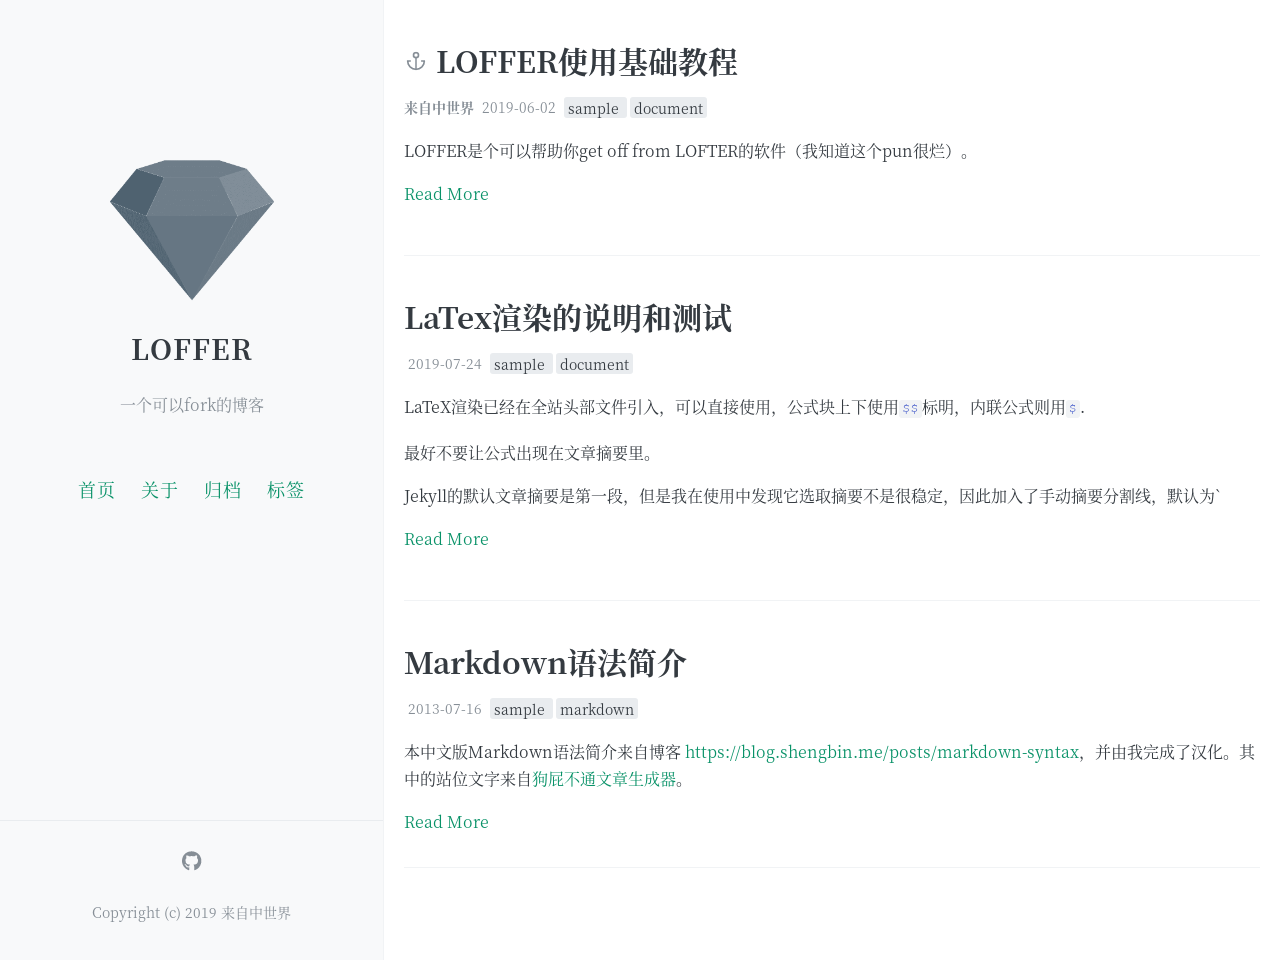 LOFFER
一个可以fork的博客
首页 关于 归档 标签
Copyright (c) 2019 来自中世界
LOFFER使用基础教程
来自中世界 2019-06-02 sample document
LOFFER是个可以帮助你get off from LOFTER的软件（我知道这个pun很烂）。
Read More
LaTex渲染的说明和测试
2019-07-24 sample document
LaTeX渲染已经在全站头部文件引入，可以直接使用，公式块上下使用$$标明，内联公式则用$.
最好不要让公式出现在文章摘要里。
Jekyll的默认文章摘要是第一段，但是我在使用中发现它选取摘要不是很稳定，因此加入了手动摘要分割线，默认为`
Read More
Markdown语法简介
2013-07-16 sample markdown
本中文版Markdown语法简介来自博客 https://blog.shengbin.me/posts/markdown-syntax，并由我完成了汉化。其
中的站位文字来自狗屁不通文章生成器。
Read More